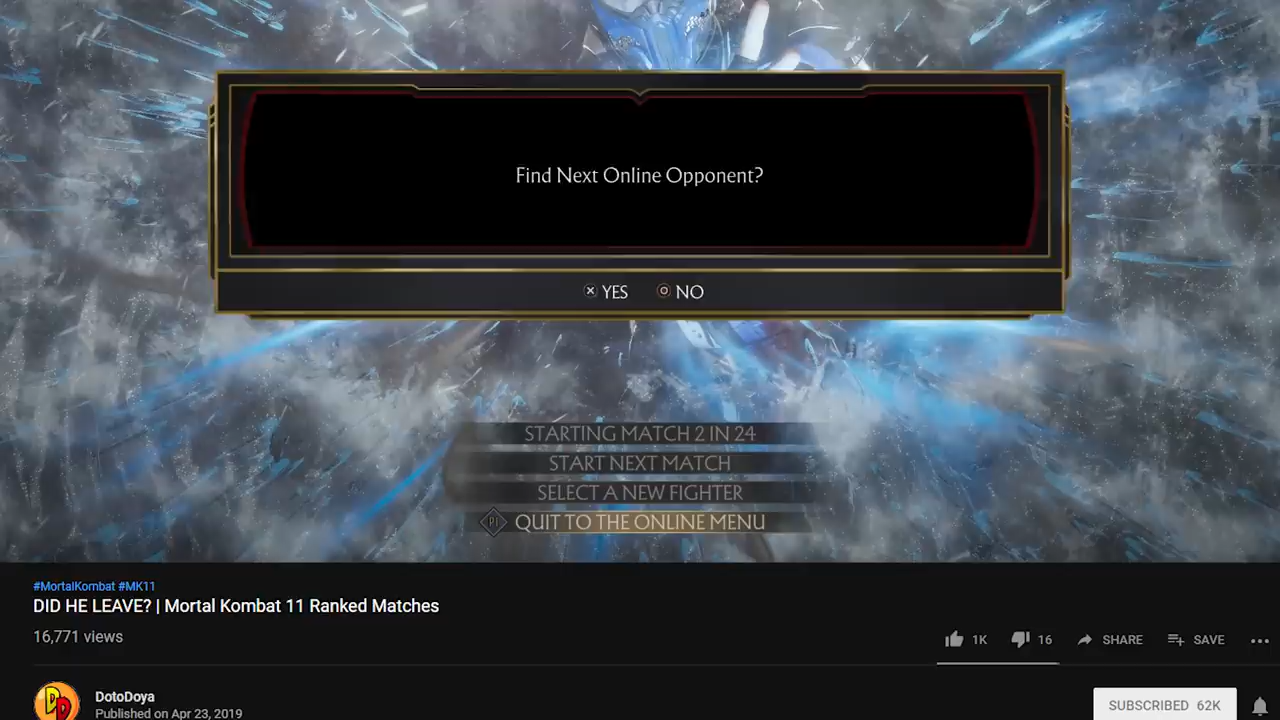 Find Next Online Opponent?
YES NO
STARTING MATCH 2 IN 24
START NEXT MATCH
SELECT A NEW FIGHTER
P1 QUIT TO THE ONLINE MENU
#MortalKombat #MK11
DID HE LEAVE? | Mortal Kombat 11 Ranked Matches
16,771 views
1K 16 SHARE SAVE
DD
DotoDoya
Published on Apr 23, 2019
SUBSCRIBED 62K